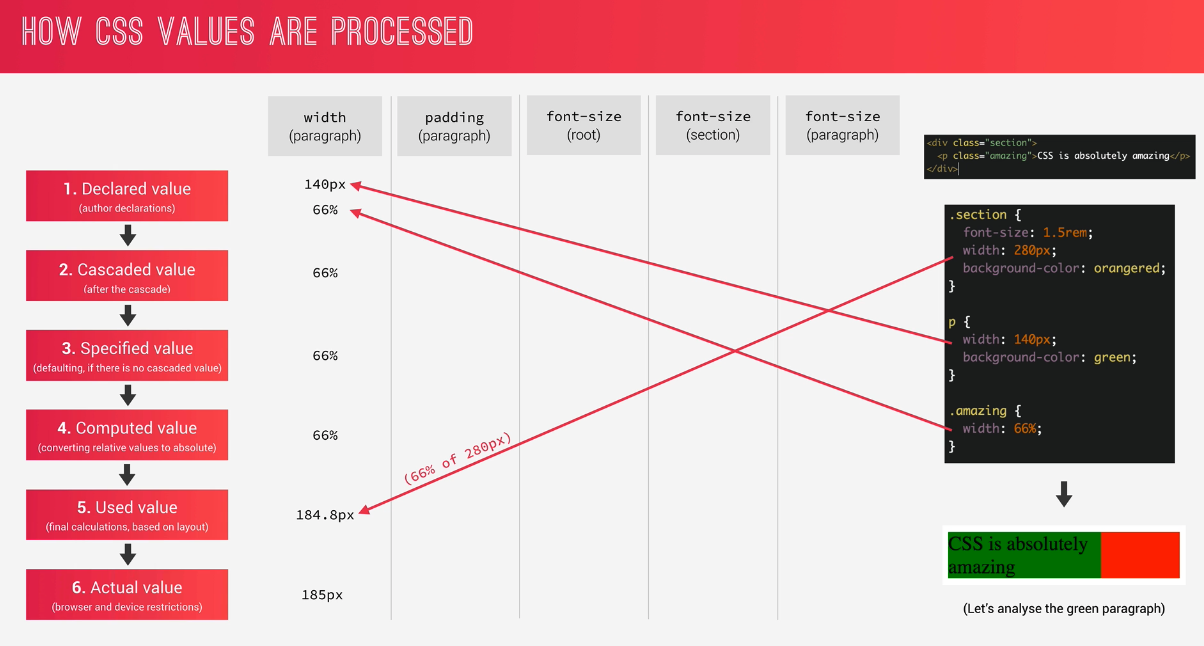 HOW CSS VALUES ARE PROCESSED
width
(paragraph)
padding
(paragraph)
font-size
(root)
font-size
(section)
font-size
(paragraph)
1. Declared value
(author declarations)
2. Cascaded value
(after the cascade)
3. Specified value
(defaulting, if there is no cascaded value)
4. Computed value
(converting relative values to absolute)
5. Used value
(final calculations, based on layout)
6. Actual value
(browser and device restrictions)
140px
66%
66%
66%
66%
184.8px
185px
(66% of 280px)
<div class="section">
<p class="amazing">CSS is absolutely amazing</p>
</div>
.section {
font-size: 1.5rem;
width: 280px;
background-color: orangered;
}
p {
width: 140px;
background-color: green;
}
.amazing {
width: 66%;
}
CSS is absolutely
amazing
(Let's analyse the green paragraph)